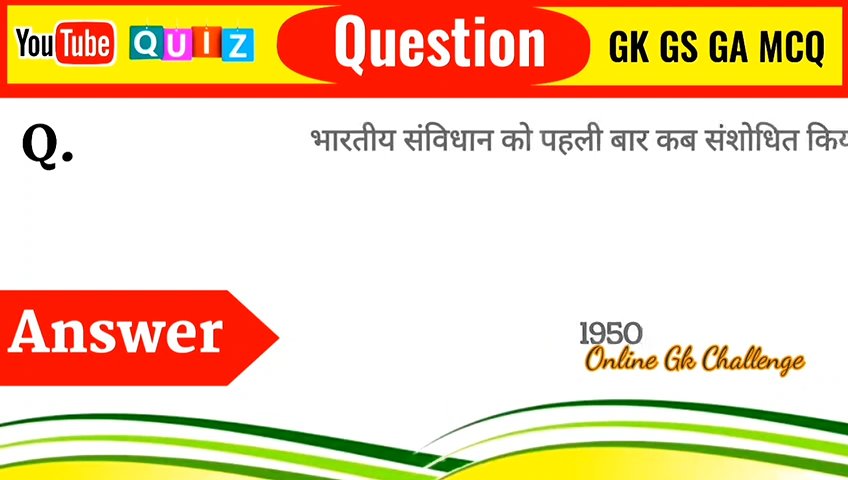 YouTube QUIZ Question GK GS GA MCQ
Q. भारतीय संविधान को पहली बार कब संशोधित
Answer 1950
Online Gk Challenge